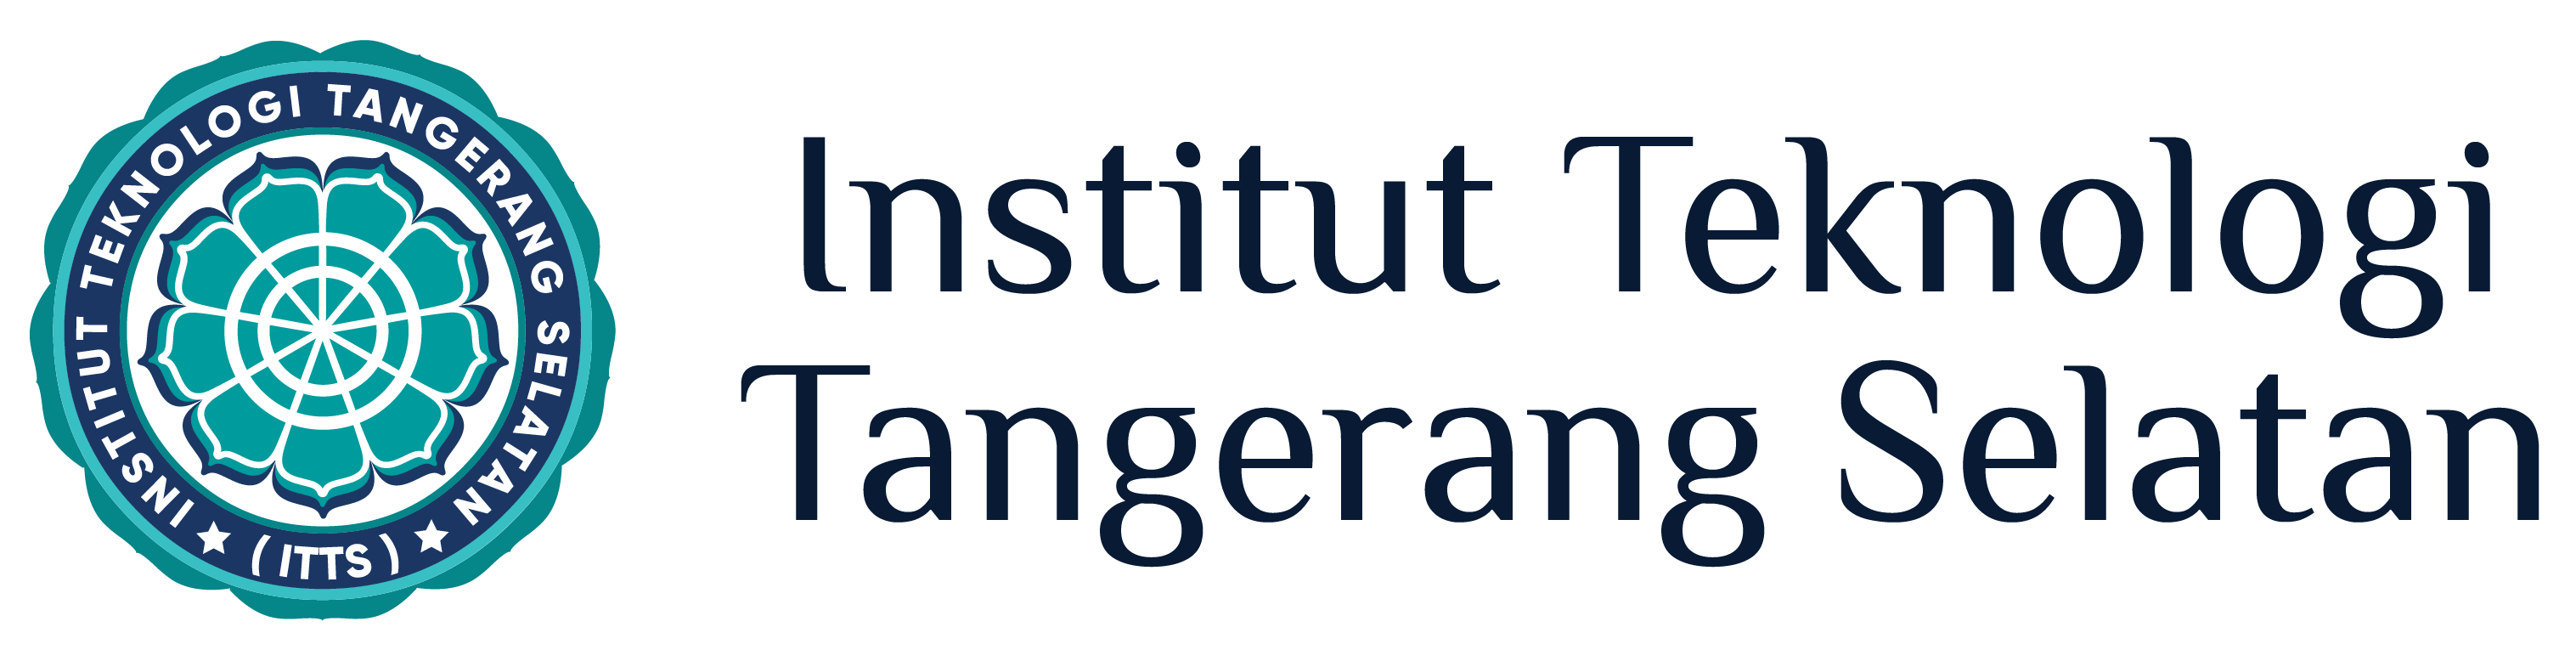 INSTITUT TEKNOLOGI TANGERANG SELATAN
(ITTS)
Institut Teknologi
Tangerang Selatan